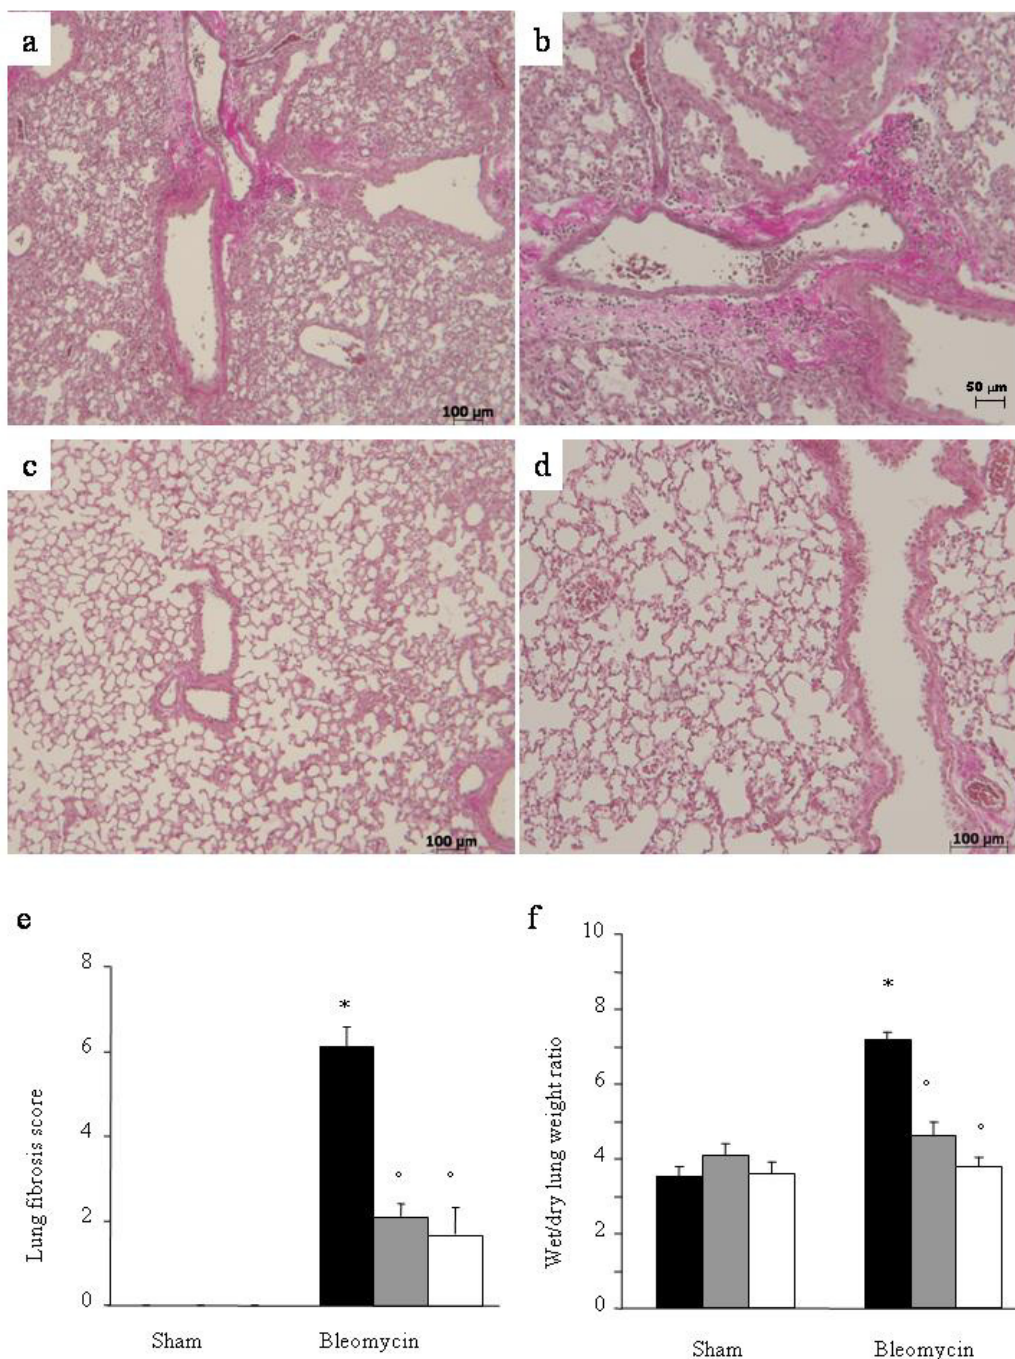 a
b
100 µm
50 µm
c
d
100 µm
100 µm
e
Lung fibrosis score
8
6
4
2
0
*
°
°
Sham
Bleomycin
f
Wet/dry lung weight ratio
10
8
6
4
2
0
*
°
°
Sham
Bleomycin